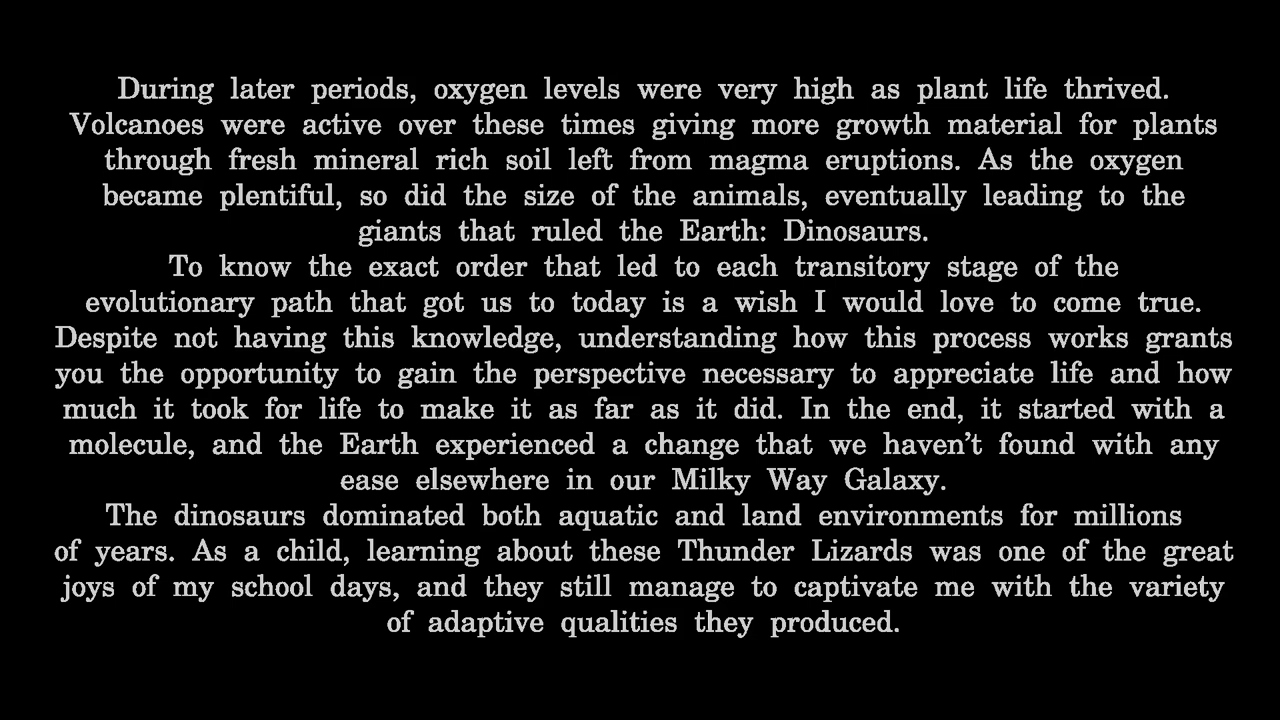 During later periods, oxygen levels were very high as plant life thrived.
Volcanoes were active over these times giving more growth material for plants
through fresh mineral rich soil left from magma eruptions. As the oxygen
became plentiful, so did the size of the animals, eventually leading to the
giants that ruled the Earth: Dinosaurs.
To know the exact order that led to each transitory stage of the
evolutionary path that got us to today is a wish I would love to come true.
Despite not having this knowledge, understanding how this process works grants
you the opportunity to gain the perspective necessary to appreciate life and how
much it took for life to make it as far as it did. In the end, it started with a
molecule, and the Earth experienced a change that we haven't found with any
ease elsewhere in our Milky Way Galaxy.
The dinosaurs dominated both aquatic and land environments for millions
of years. As a child, learning about these Thunder Lizards was one of the great
joys of my school days, and they still manage to captivate me with the variety
of adaptive qualities they produced.